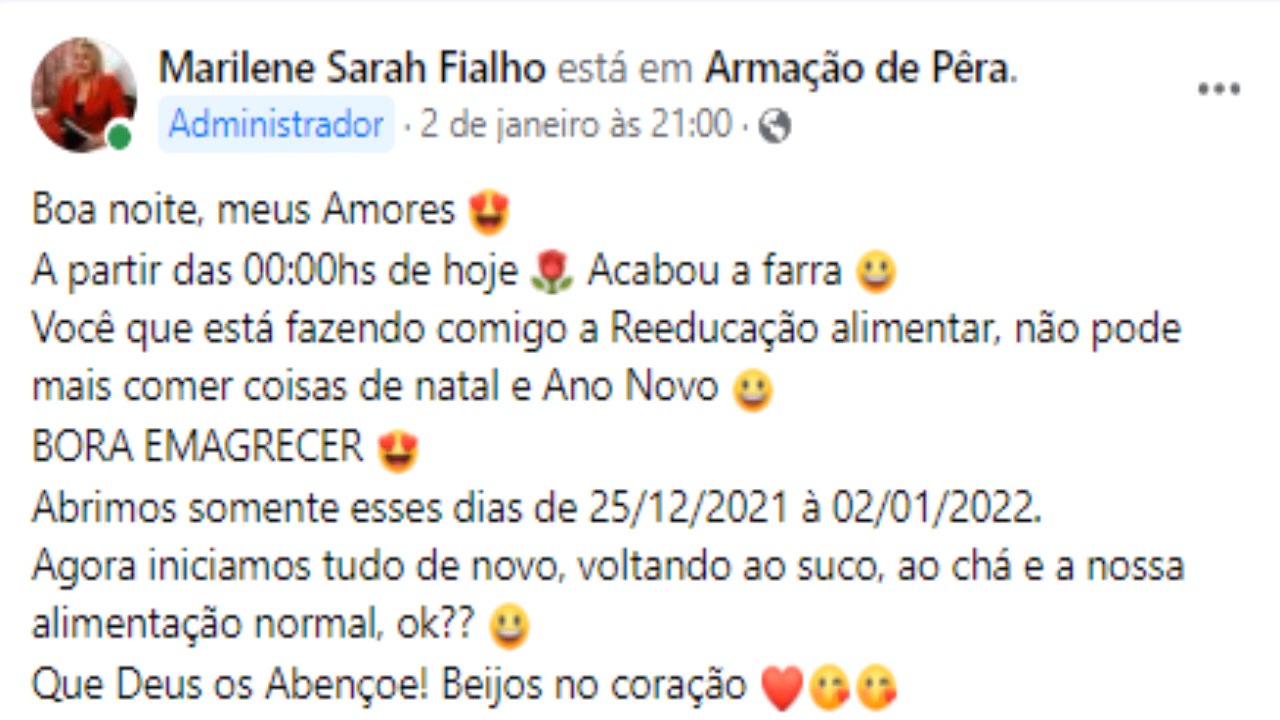 Marilene Sarah Fialho está em Armação de Pêra.
Administrador · 2 de janeiro às 21:00 ·
Boa noite, meus Amores 😍
A partir das 00:00hs de hoje 🌹 Acabou a farra 😀
Você que está fazendo comigo a Reeducação alimentar, não pode
mais comer coisas de natal e Ano Novo 😀
BORA EMAGRECER 😍
Abrimos somente esses dias de 25/12/2021 à 02/01/2022.
Agora iniciamos tudo de novo, voltando ao suco, ao chá e a nossa
alimentação normal, ok?? 😀
Que Deus os Abençoe! Beijos no coração ❤️😘😘